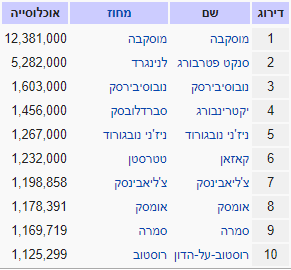 דירוג שם מחוז אוכלוסייה
1 מוסקבה מוסקבה 12,381,000
2 סנקט פטרבורג לנינגרד 5,282,000
3 נובוסיבירסק נובוסיבירסק 1,603,000
4 יקטרינבורג סברדלובסק 1,456,000
5 ניז'ני נובגורוד ניז'ני נובגורוד 1,267,000
6 קאזאן טטרסטן 1,232,000
7 צ'ליאבינסק צ'ליאבינסק 1,198,858
8 אומסק אומסק 1,178,391
9 סמרה סמרה 1,169,719
10 רוסטוב-על-הדון רוסטוב 1,125,299